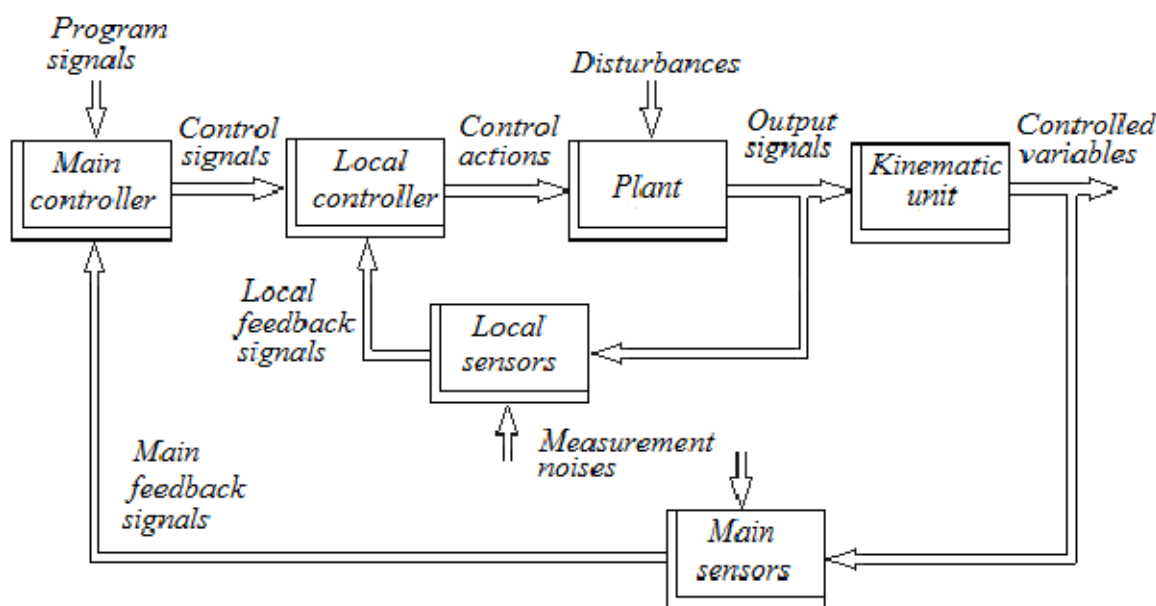 Program
signals
Disturbances
Control
signals
Control
actions
Output
signals
Controlled
variables
Main
controller
Local
controller
Plant
Kinematic
unit
Local
feedback
signals
Local
sensors
Measurement
noises
Main
feedback
signals
Main
sensors